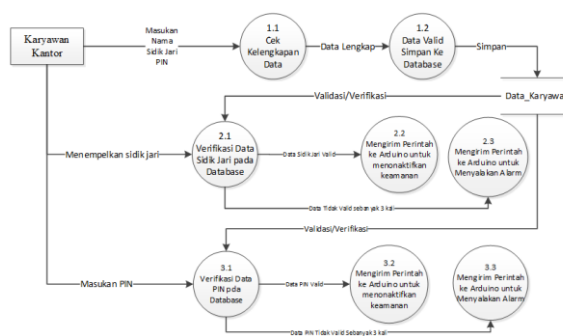 Karyawan
Kantor
Masukan
Nama
Sidik Jari
PIN
1.1
Cek
Kelengkapan
Data
Data Lengkap
1.2
Data Valid
Simpan Ke
Database
Simpan
Data_Karyawa
Validasi/Verifikasi
Menempelkan sidik jari
2.1
Verifikasi Data
Sidik Jari pada
Database
Data Sidik Jari Valid
2.2
Mengirim Perintah
ke Arduino untuk
menonaktifkan
keamanan
2.3
Mengirim Perintah
ke Arduino untuk
Menyalakan Alarm
Data Tidak Valid sebanyak 3 kali
Validasi/Verifikasi
Masukan PIN
3.1
Verifikasi Data
PIN pda
Database
Data PIN Valid
3.2
Mengirim Perintah
ke Arduino untuk
menonaktifkan
keamanan
3.3
Mengirim Perintah
ke Arduino untuk
Menyalakan Alarm
Data PIN Tidak valid Sebanyak 3 kali